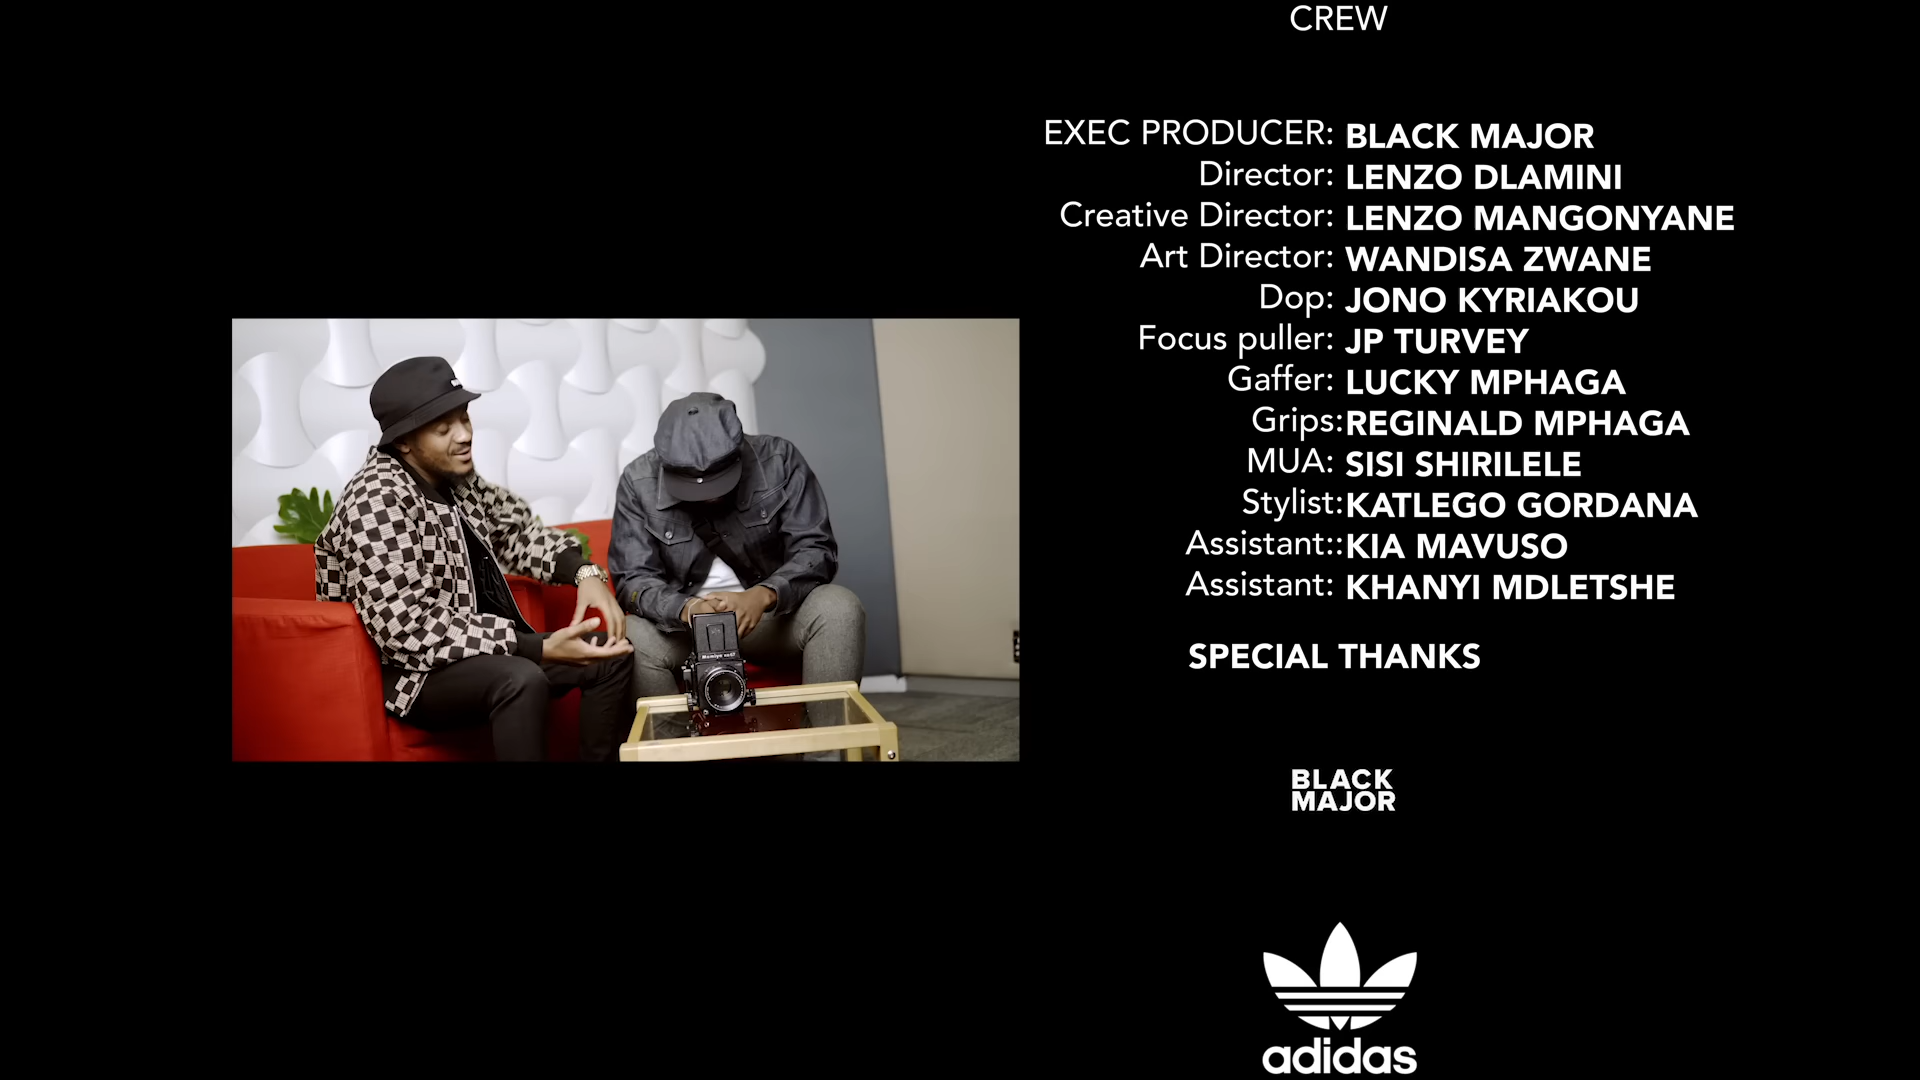 CREW
EXEC PRODUCER: BLACK MAJOR
Director: LENZO DLAMINI
Creative Director: LENZO MANGONYANE
Art Director: WANDISA ZWANE
Dop: JONO KYRIAKOU
Focus puller: JP TURVEY
Gaffer: LUCKY MPHAGA
Grips:REGINALD MPHAGA
MUA: SISI SHIRILELE
Stylist:KATLEGO GORDANA
Assistant::KIA MAVUSO
Assistant: KHANYI MDLETSHE
SPECIAL THANKS
BLACK
MAJOR
adidas